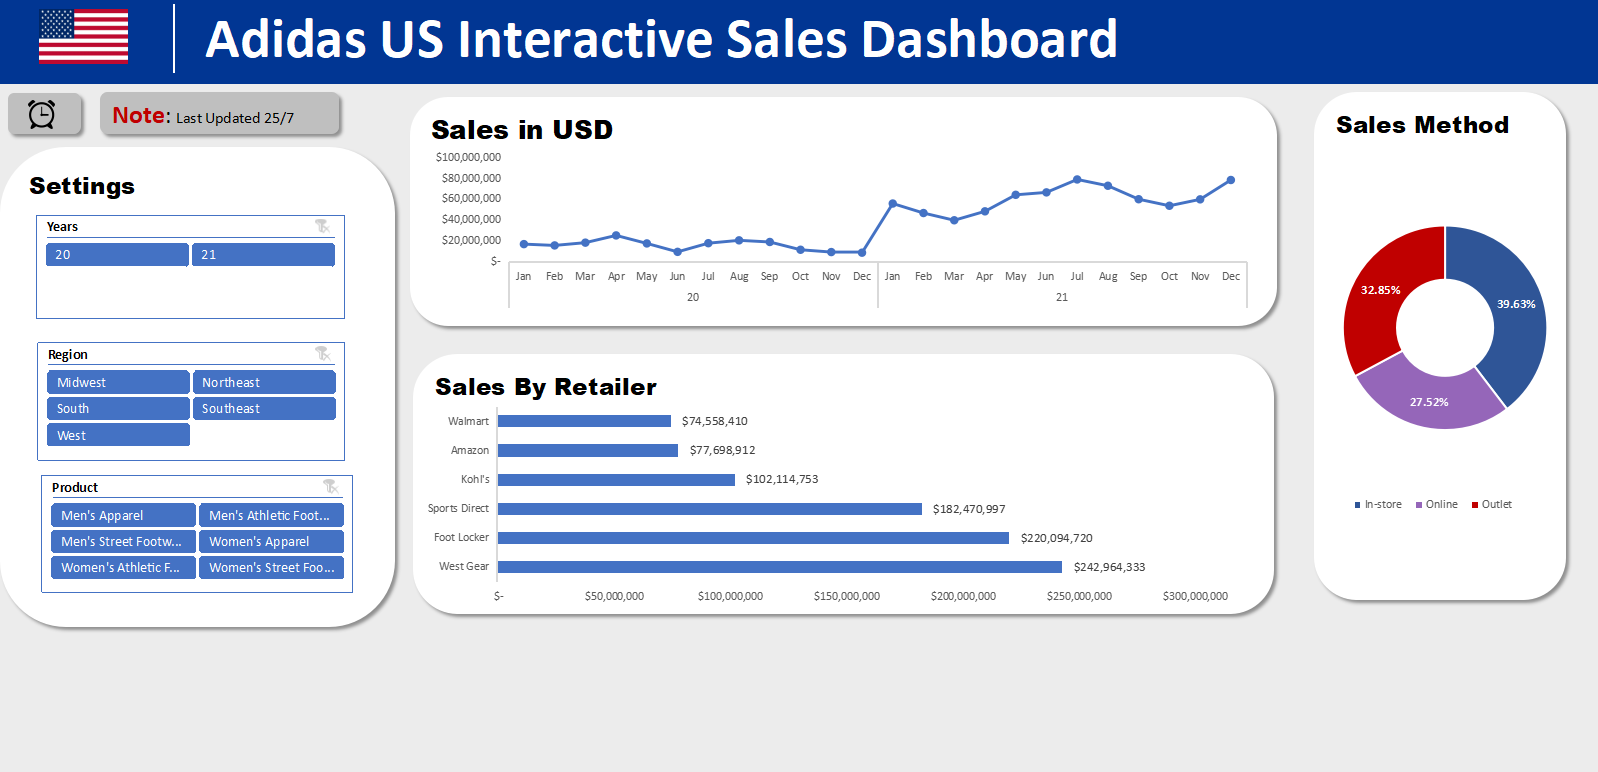 Adidas US Interactive Sales Dashboard
Note: Last Updated 25/7
Settings
Years
20 21
Region
Midwest Northeast
South Southeast
West
Product
Men's Apparel Men's Athletic Foot...
Men's Street Footw... Women's Apparel
Women's Athletic F... Women's Street Foo...
Sales in USD
$100,000,000
$80,000,000
$60,000,000
$40,000,000
$20,000,000
$-
Jan Feb Mar Apr May Jun Jul Aug Sep Oct Nov Dec Jan Feb Mar Apr May Jun Jul Aug Sep Oct Nov Dec
20 21
Sales By Retailer
Walmart $74,558,410
Amazon $77,698,912
Kohl's $102,114,753
Sports Direct $182,470,997
Foot Locker $220,094,720
West Gear $242,964,333
$- $50,000,000 $100,000,000 $150,000,000 $200,000,000 $250,000,000 $300,000,000
Sales Method
32.85% 39.63%
27.52%
In-store Online Outlet